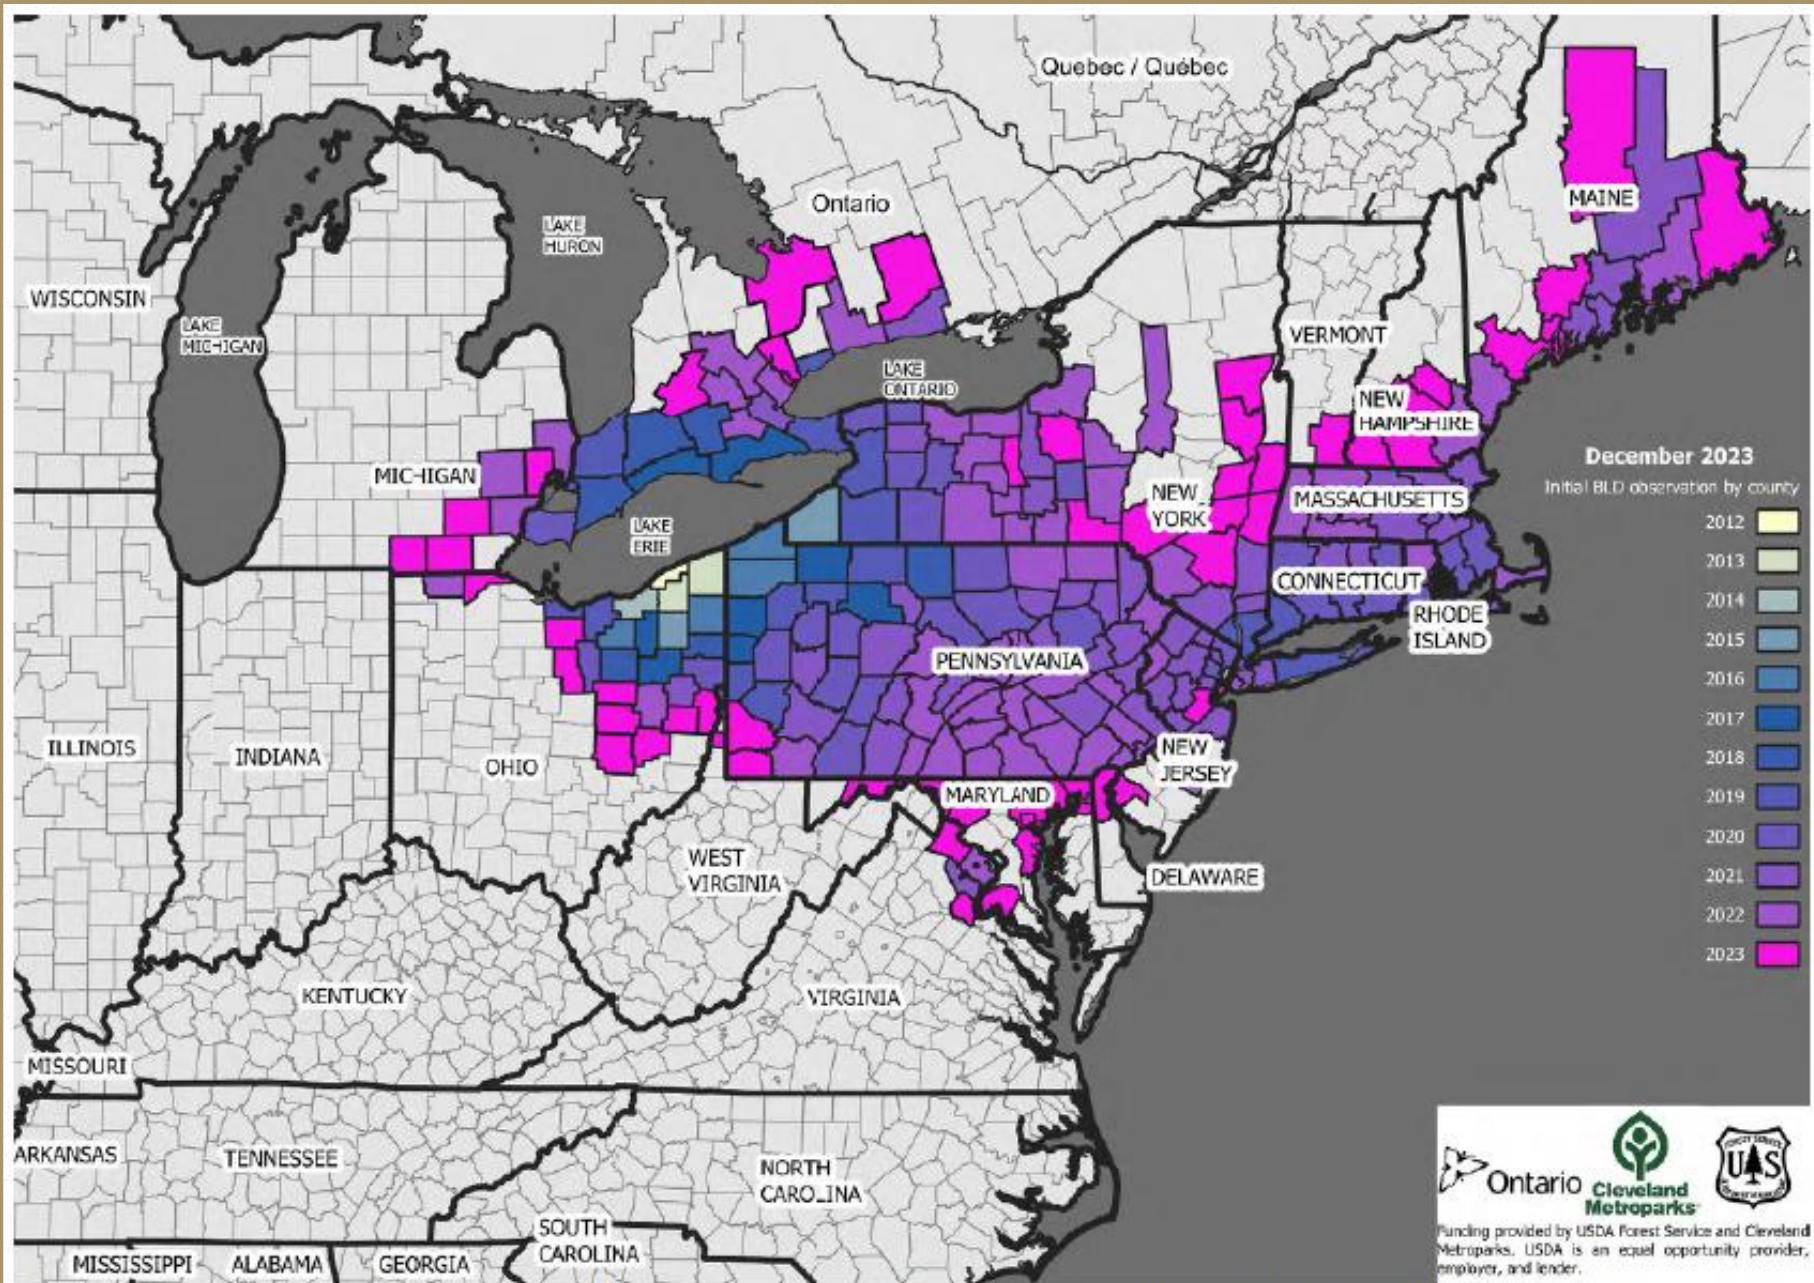 Quebec / Québec
Ontario
MAINE
LAKE
HURON
WISCONSIN
LAKE
MICHIGAN
VERMONT
LAKE
ONTARIO
NEW
HAMPSHIRE
MICHIGAN
NEW
YORK
MASSACHUSETTS
LAKE
ERIE
CONNECTICUT
RHODE
ISLAND
PENNSYLVANIA
ILLINOIS
INDIANA
OHIO
NEW
JERSEY
MARYLAND
WEST
VIRGINIA
DELAWARE
KENTUCKY
VIRGINIA
MISSOURI
ARKANSAS
TENNESSEE
NORTH
CAROLINA
SOUTH
CAROLINA
MISSISSIPPI
ALABAMA
GEORGIA
December 2023
Initial BLD observation by county
2012
2013
2014
2015
2016
2017
2018
2019
2020
2021
2022
2023
Ontario
Cleveland
Metroparks
FOREST SERVICE
U S
Funding provided by USDA Forest Service and Cleveland
Metroparks. USDA is an equal opportunity provider,
employer, and lender.